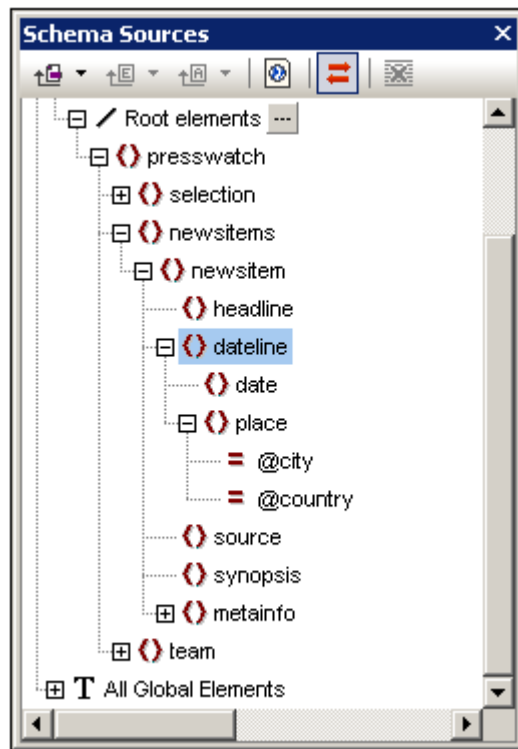 Schema Sources
E A
Root elements ...
presswatch
selection
newsitems
newsitem
headline
dateline
date
place
= @city
= @country
source
synopsis
metainfo
team
T All Global Elements